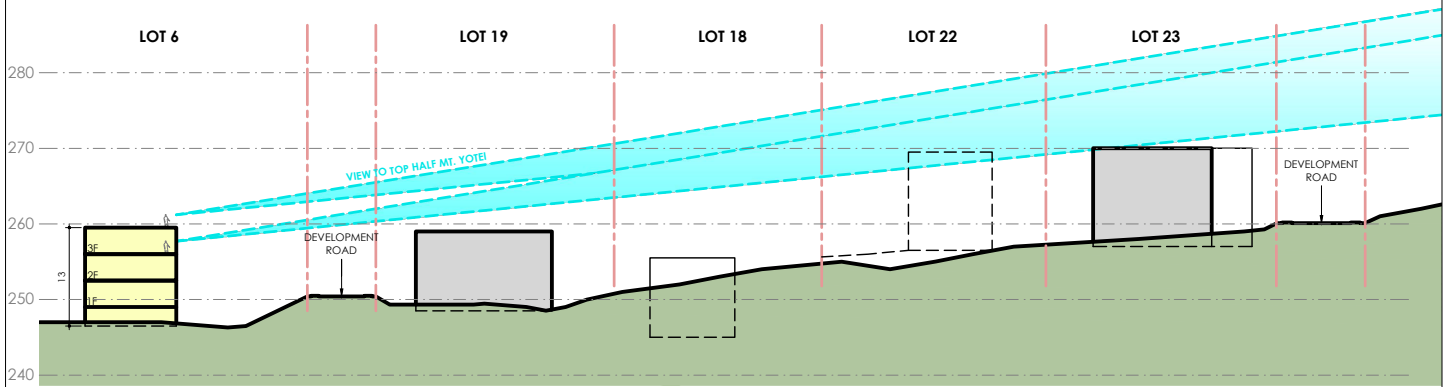 LOT 6
LOT 19
LOT 18
LOT 22
LOT 23
280
270
VIEW TO TOP HALF MT. YOTEI
DEVELOPMENT
ROAD
260
DEVELOPMENT
ROAD
3F
2F
13
1F
250
240